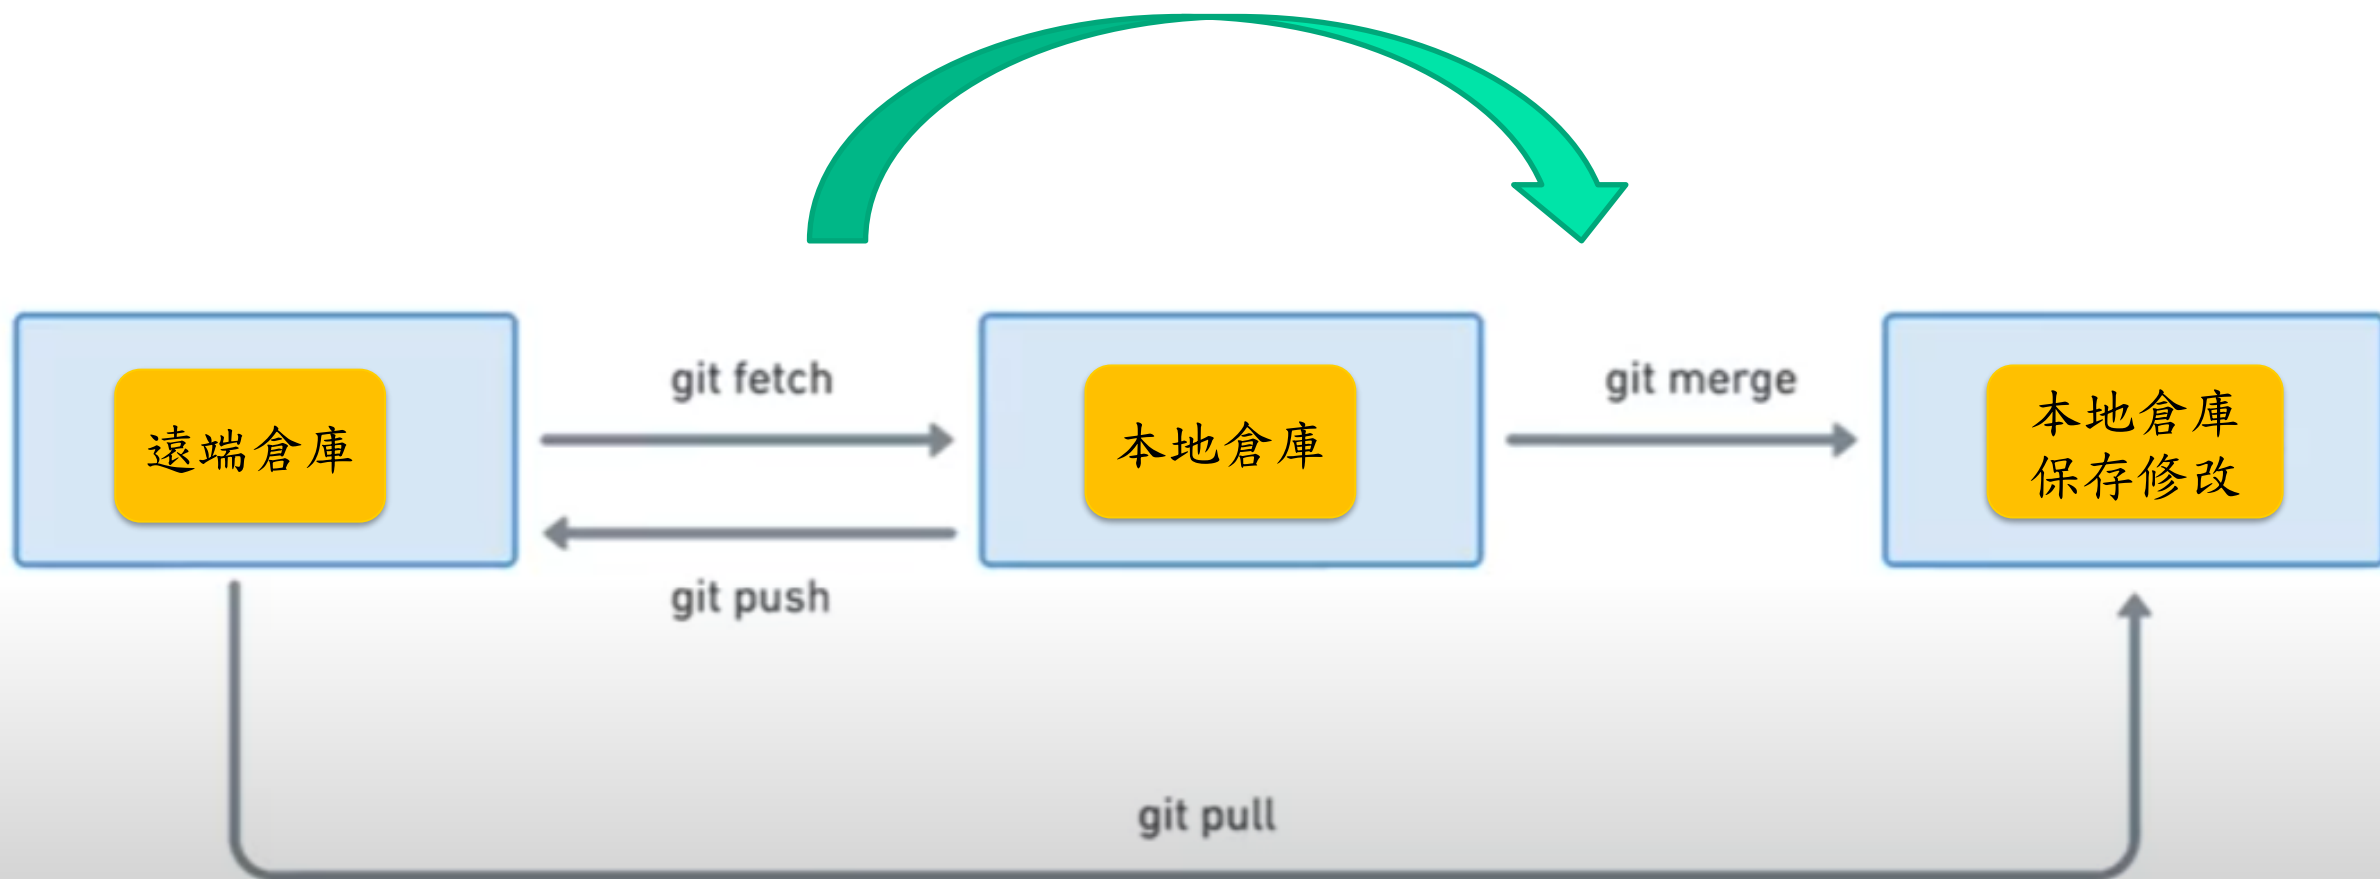 git fetch
git merge
遠端倉庫
本地倉庫
本地倉庫
保存修改
git push
git pull